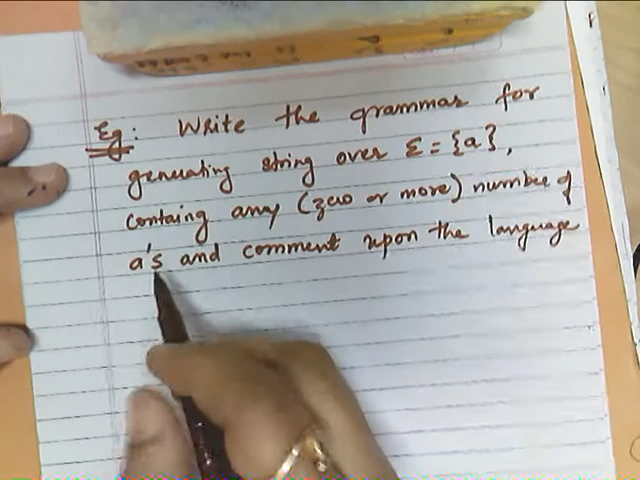 Eg: Write the grammar for
generating string over Σ = {a},
containg any (zero or more) number of
a's and comment upon the language